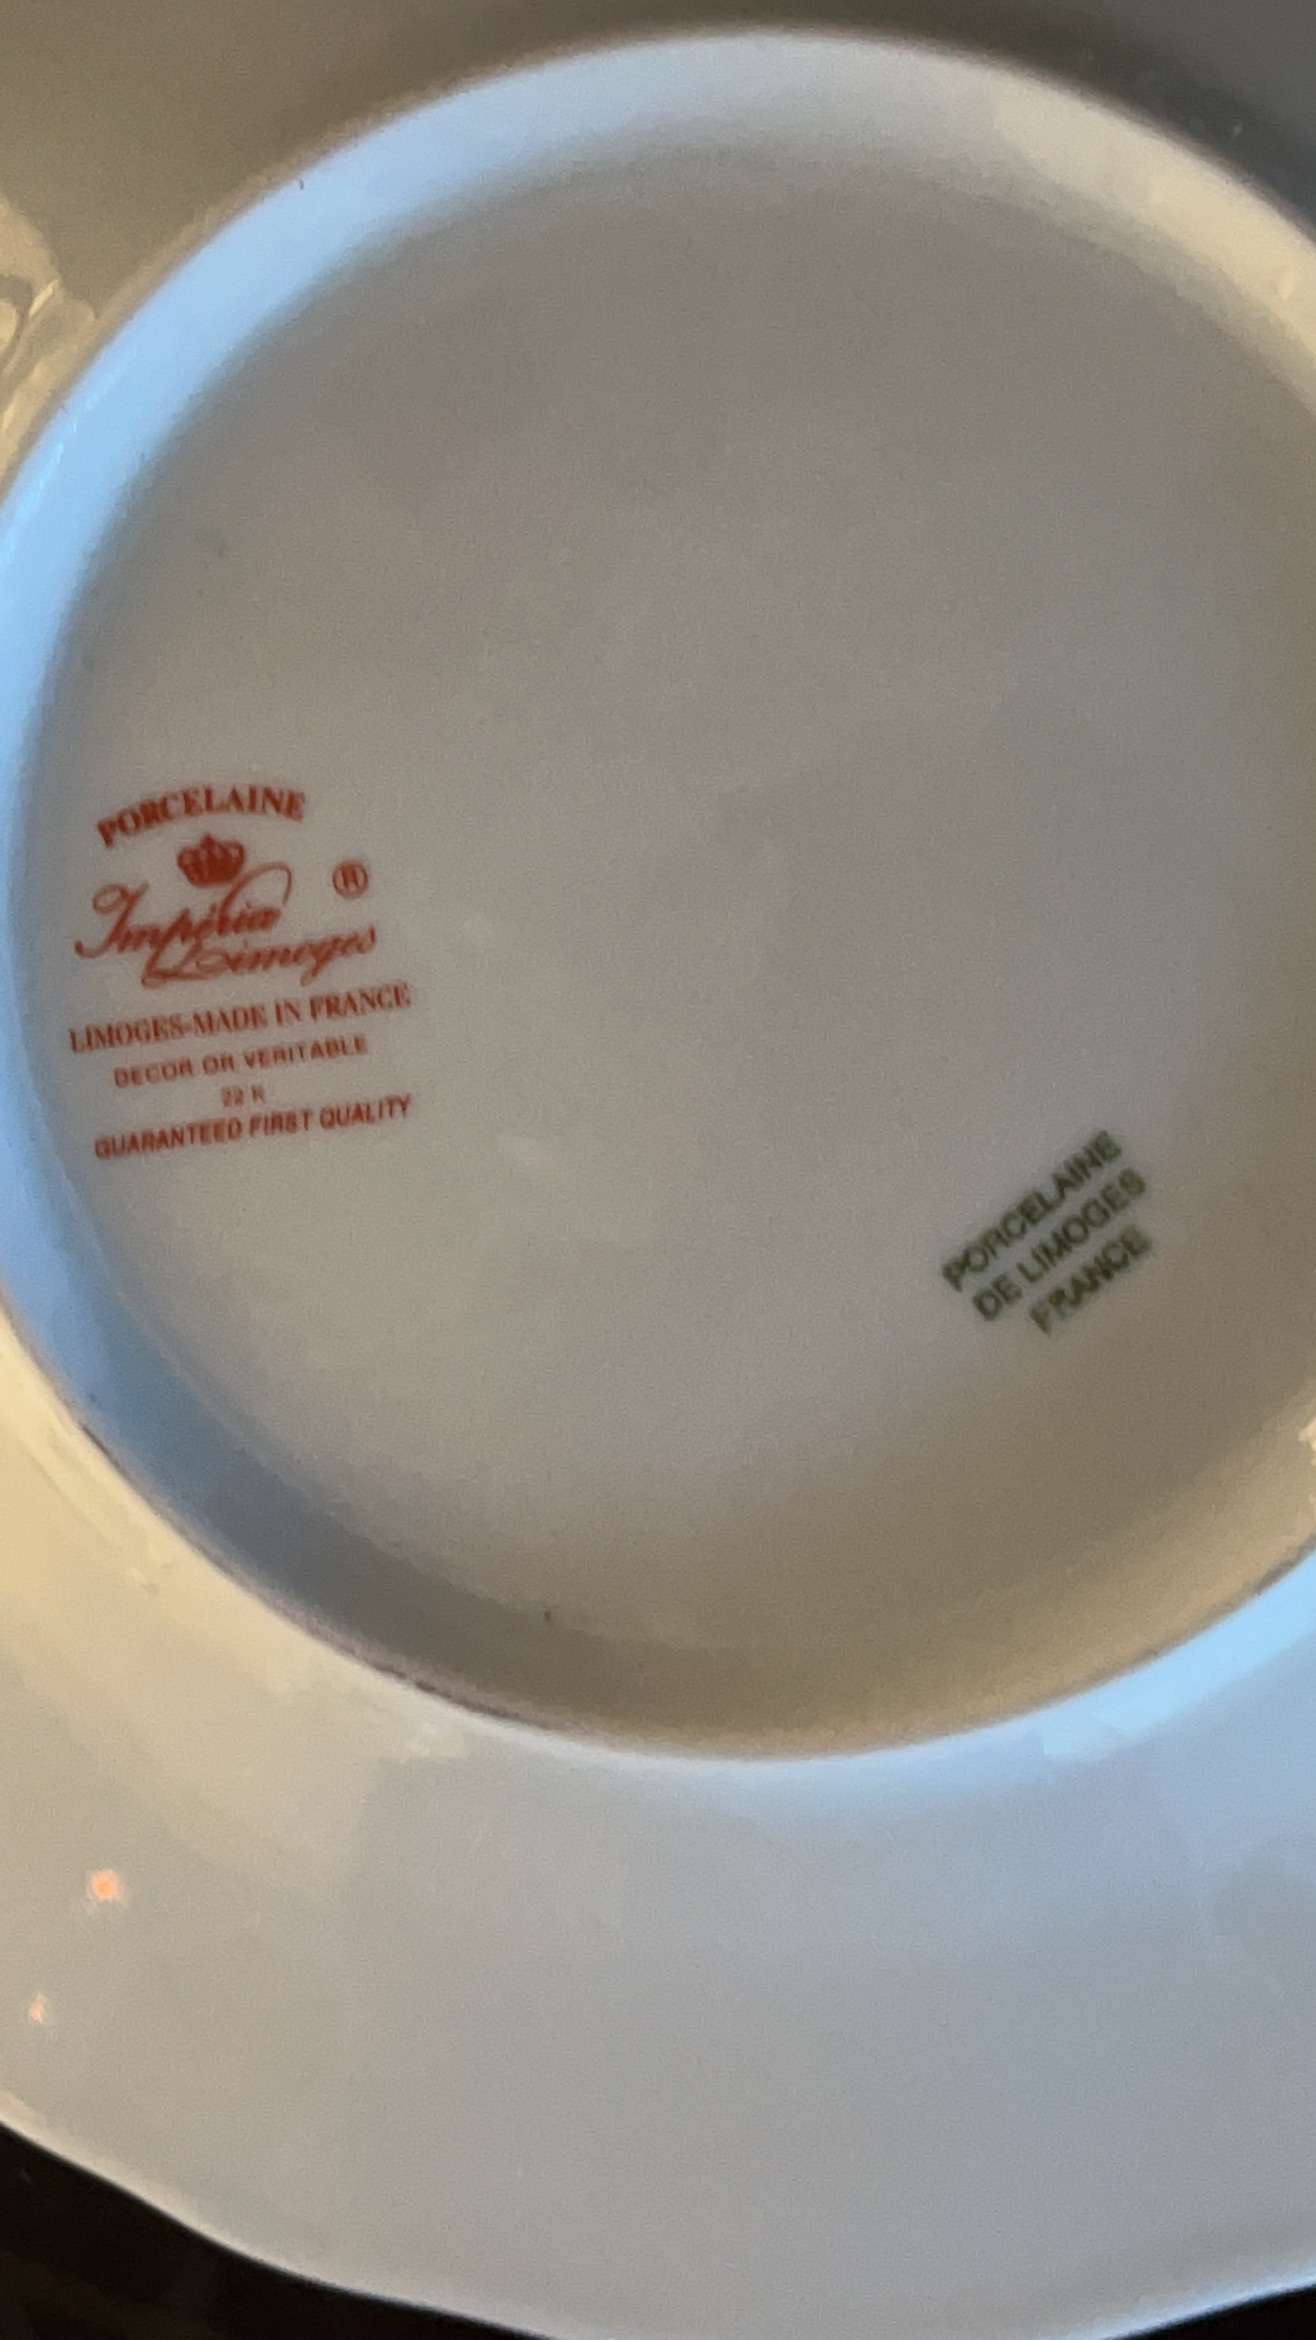 PORCELAINE
Impéria ®
Limoges
LIMOGES-MADE IN FRANCE
DECOR OR VERITABLE
22 K
GUARANTEED FIRST QUALITY
PORCELAINE
DE LIMOGES
FRANCE